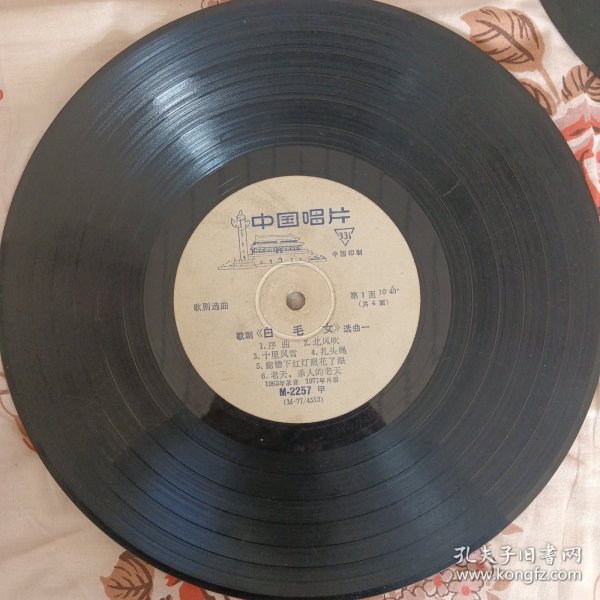 中国唱片
33⅓
中国印制
歌剧选曲
第1面 16′40″
(共4面)
歌剧《白毛女》选曲一
1.序曲 2.北风吹
3.十里风雪 4.扎头绳
5.廊檐下红灯照花了眼
6.老天，杀人的老天
1963年录音 1977年再版
M-2257 甲
(M-77/4512)
孔夫子旧书网
www.kongfz.com